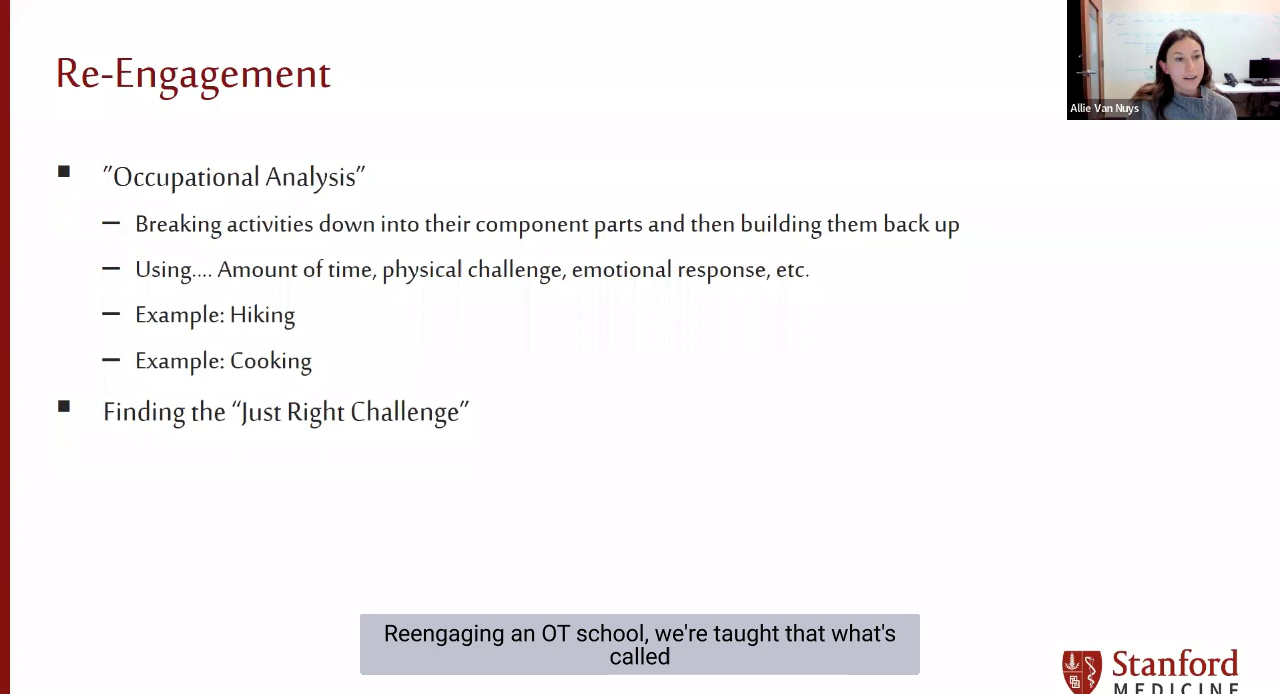 Re-Engagement
Allie Van Nuys
”Occupational Analysis”
Breaking activities down into their component parts and then building them back up
Using.... Amount of time, physical challenge, emotional response, etc.
Example: Hiking
Example: Cooking
Finding the “Just Right Challenge”
Reengaging an OT school, we're taught that what's
called
Stanford
MEDICINE